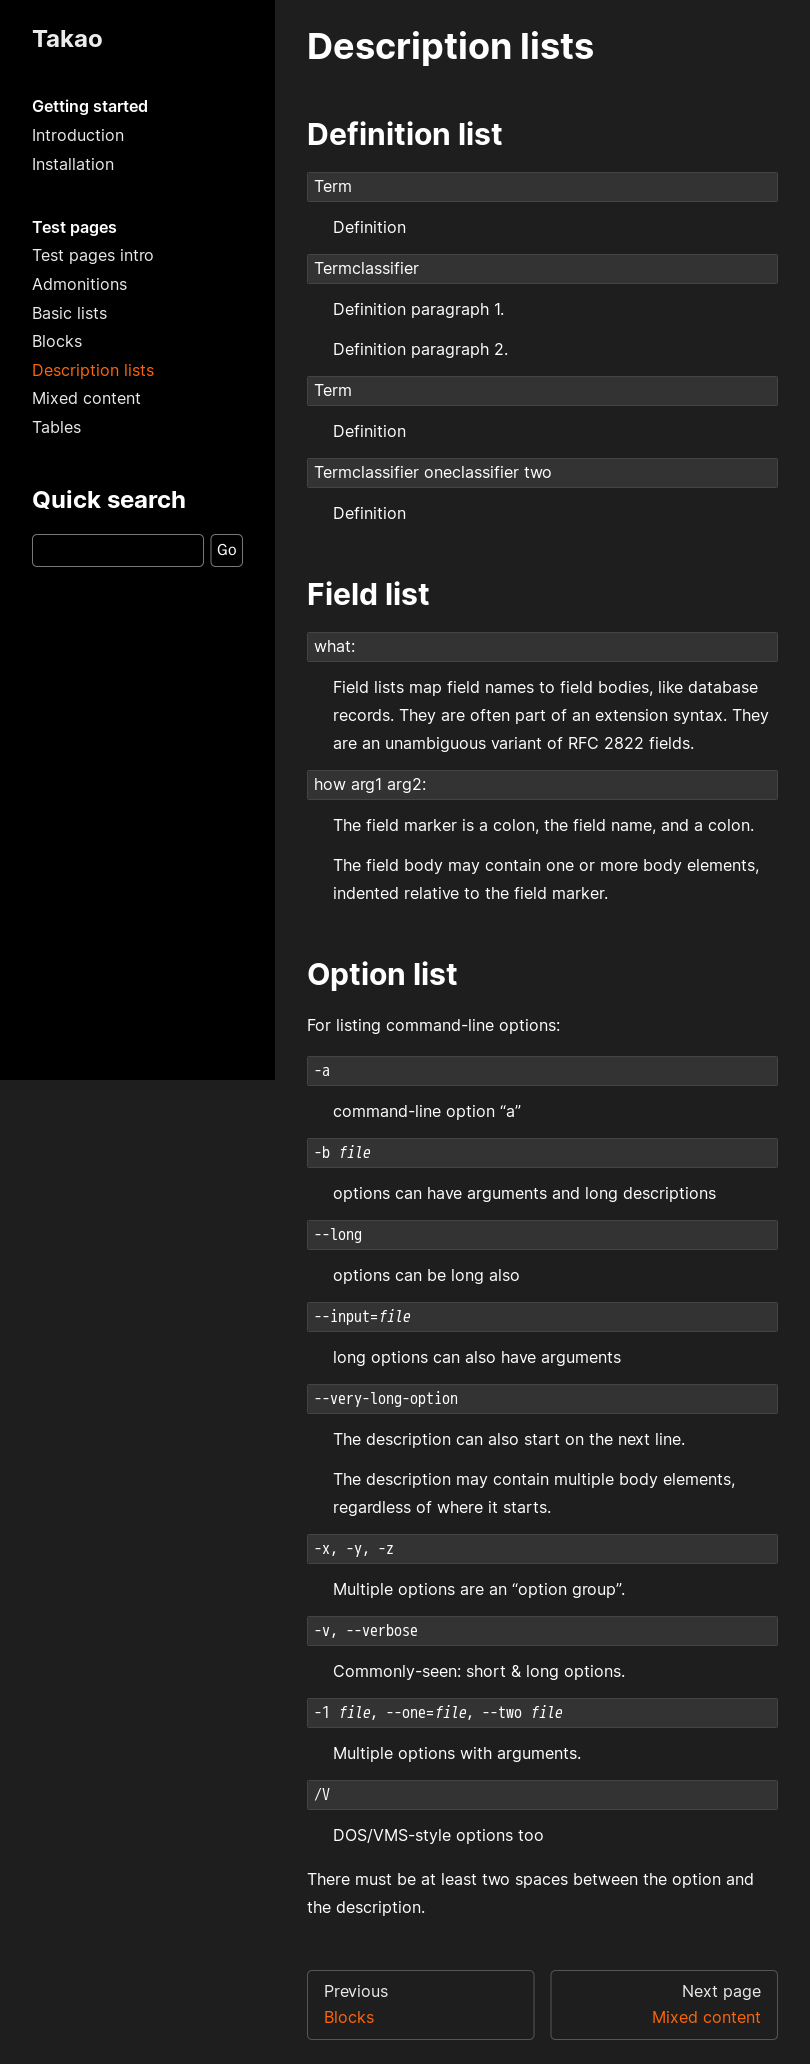 Takao
Getting started
Introduction
Installation
Test pages
Test pages intro
Admonitions
Basic lists
Blocks
Description lists
Mixed content
Tables
Quick search
Go
Description lists
Definition list
Term
Definition
Termclassifier
Definition paragraph 1.
Definition paragraph 2.
Term
Definition
Termclassifier oneclassifier two
Definition
Field list
what:
Field lists map field names to field bodies, like database
records. They are often part of an extension syntax. They
are an unambiguous variant of RFC 2822 fields.
how arg1 arg2:
The field marker is a colon, the field name, and a colon.
The field body may contain one or more body elements,
indented relative to the field marker.
Option list
For listing command-line options:
-a
command-line option “a”
-b file
options can have arguments and long descriptions
--long
options can be long also
--input=file
long options can also have arguments
--very-long-option
The description can also start on the next line.
The description may contain multiple body elements,
regardless of where it starts.
-x, -y, -z
Multiple options are an “option group”.
-v, --verbose
Commonly-seen: short & long options.
-1 file, --one=file, --two file
Multiple options with arguments.
/V
DOS/VMS-style options too
There must be at least two spaces between the option and
the description.
Previous
Blocks
Next page
Mixed content